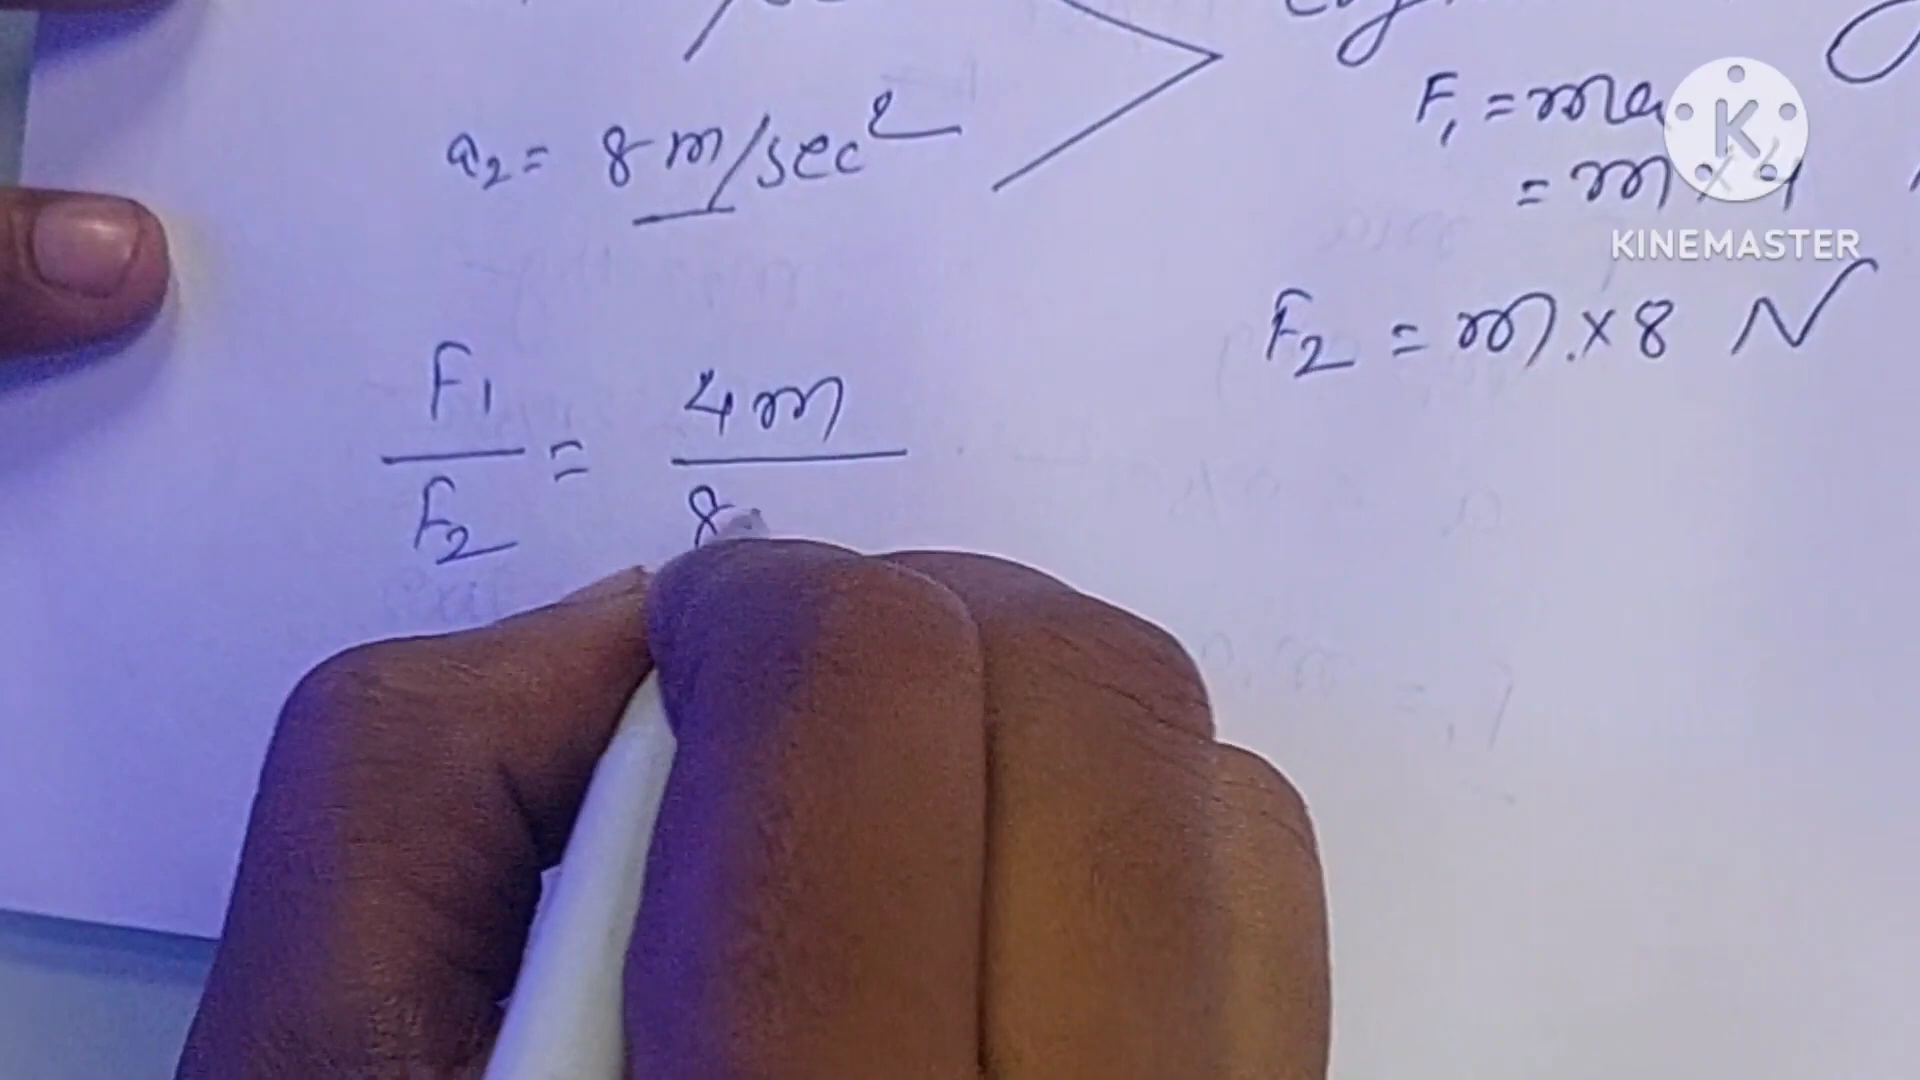 a₂ = 8 m/sec²
F₁ = ma
= m × 4
KINEMASTER
F₂ = m × 8 N
F₁/F₂ = 4m/8